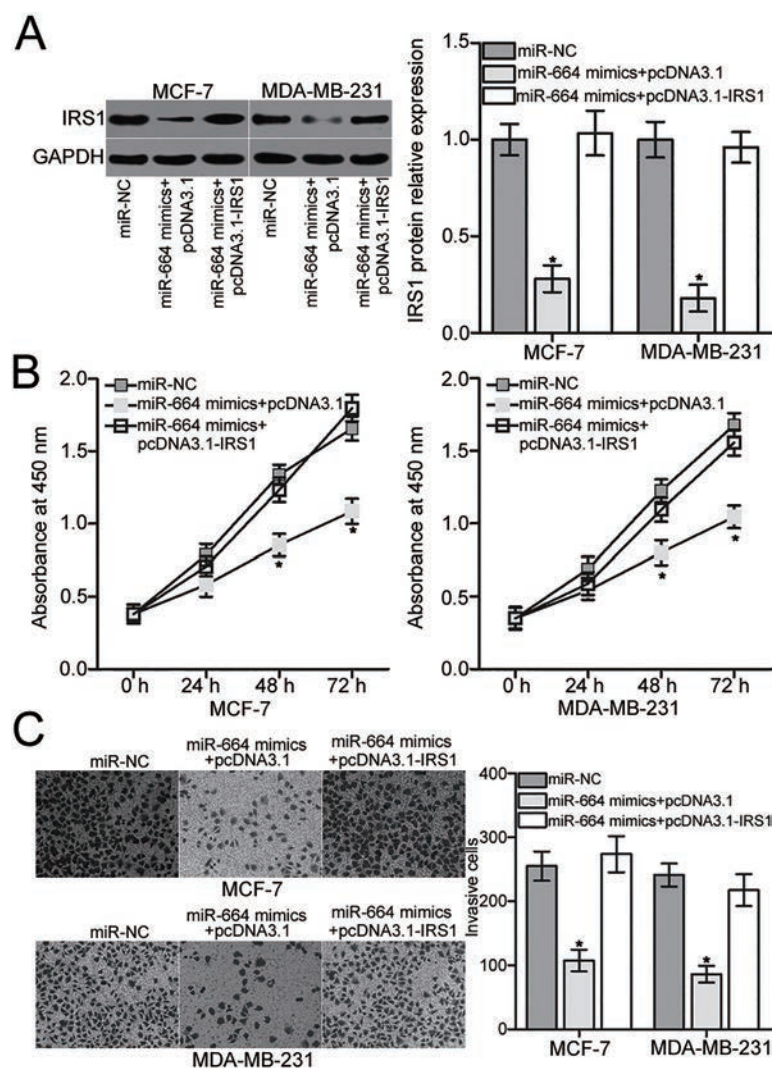 A
MCF-7 MDA-MB-231
IRS1
GAPDH
miR-NC
miR-664 mimics+
pcDNA3.1
miR-664 mimics+
pcDNA3.1-IRS1
miR-NC
miR-664 mimics+
pcDNA3.1
miR-664 mimics+
pcDNA3.1-IRS1
IRS1 protein relative expression
1.5
1.0
0.5
0.0
miR-NC
miR-664 mimics+pcDNA3.1
miR-664 mimics+pcDNA3.1-IRS1
* *
MCF-7 MDA-MB-231
B
Absorbance at 450 nm
2.0
1.5
1.0
0.5
0.0
miR-NC
miR-664 mimics+pcDNA3.1
miR-664 mimics+
pcDNA3.1-IRS1
*
*
0 h 24 h 48 h 72 h
MCF-7
Absorbance at 450 nm
2.0
1.5
1.0
0.5
0.0
miR-NC
miR-664 mimics+pcDNA3.1
miR-664 mimics+
pcDNA3.1-IRS1
*
*
0 h 24 h 48 h 72 h
MDA-MB-231
C
miR-NC miR-664 mimics +pcDNA3.1 miR-664 mimics +pcDNA3.1-IRS1
MCF-7
miR-NC miR-664 mimics +pcDNA3.1 miR-664 mimics +pcDNA3.1-IRS1
MDA-MB-231
Invasive cells
400
300
200
100
0
miR-NC
miR-664 mimics+pcDNA3.1
miR-664 mimics+pcDNA3.1-IRS1
* *
MCF-7 MDA-MB-231